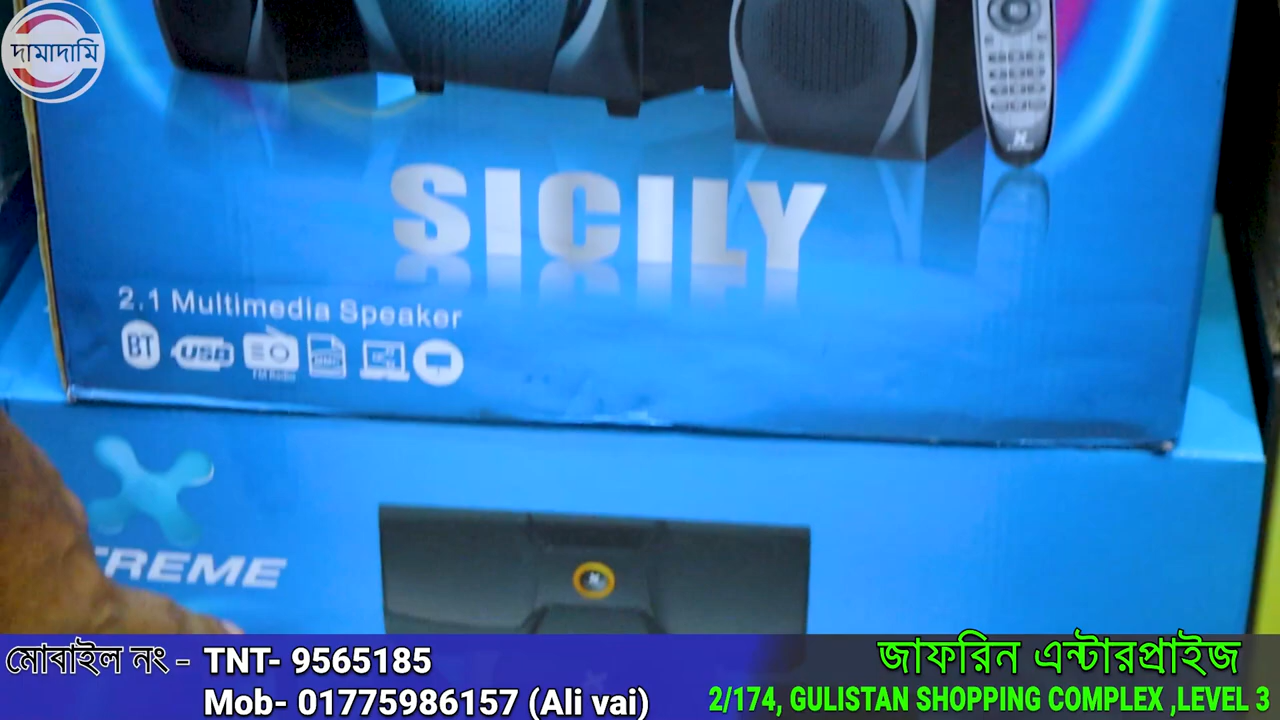 দামাদামি
SICILY
2.1 Multimedia Speaker
BT USB
FM Radio
XTREME
মোবাইল নং - TNT- 9565185
Mob- 01775986157 (Ali vai)
জাফরিন এন্টারপ্রাইজ
2/174, GULISTAN SHOPPING COMPLEX ,LEVEL 3